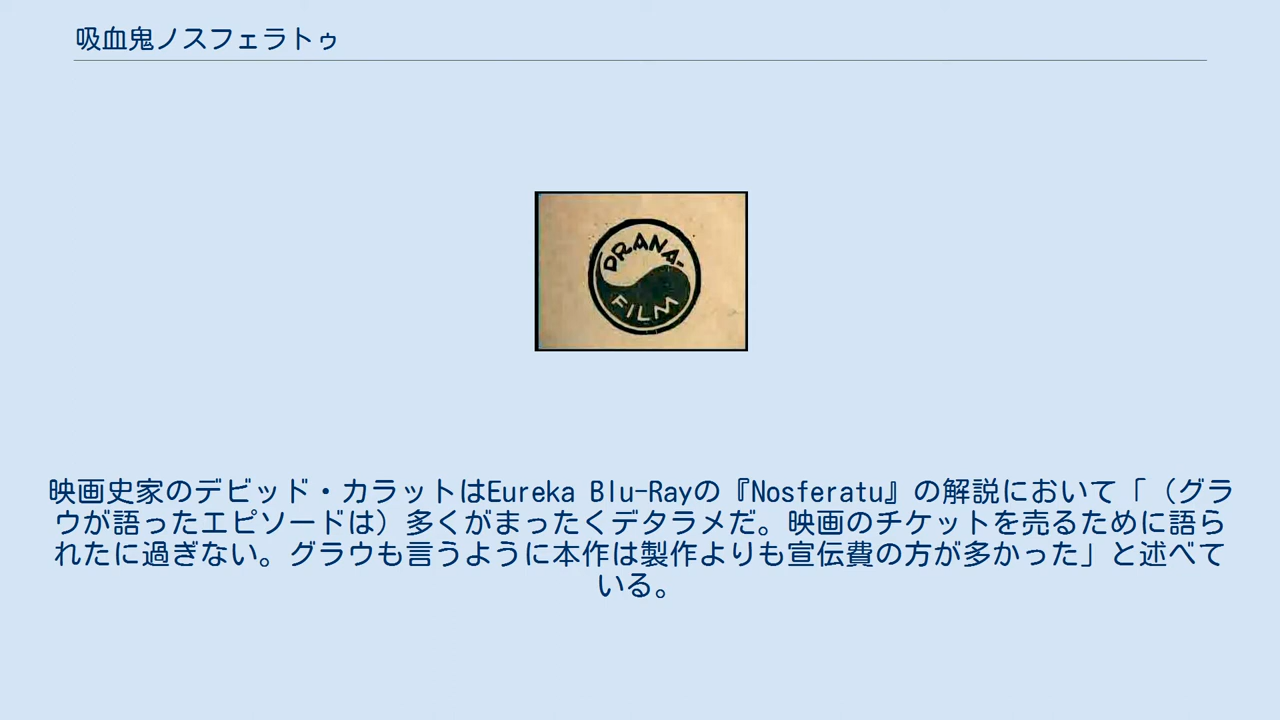 吸血鬼ノスフェラトゥ
PRANA-
FILM
映画史家のデビッド・カラットはEureka Blu-Rayの『Nosferatu』の解説において「（グラ
ウが語ったエピソードは）多くがまったくデタラメだ。映画のチケットを売るために語ら
れたに過ぎない。グラウも言うように本作は製作よりも宣伝費の方が多かった」と述べて
いる。